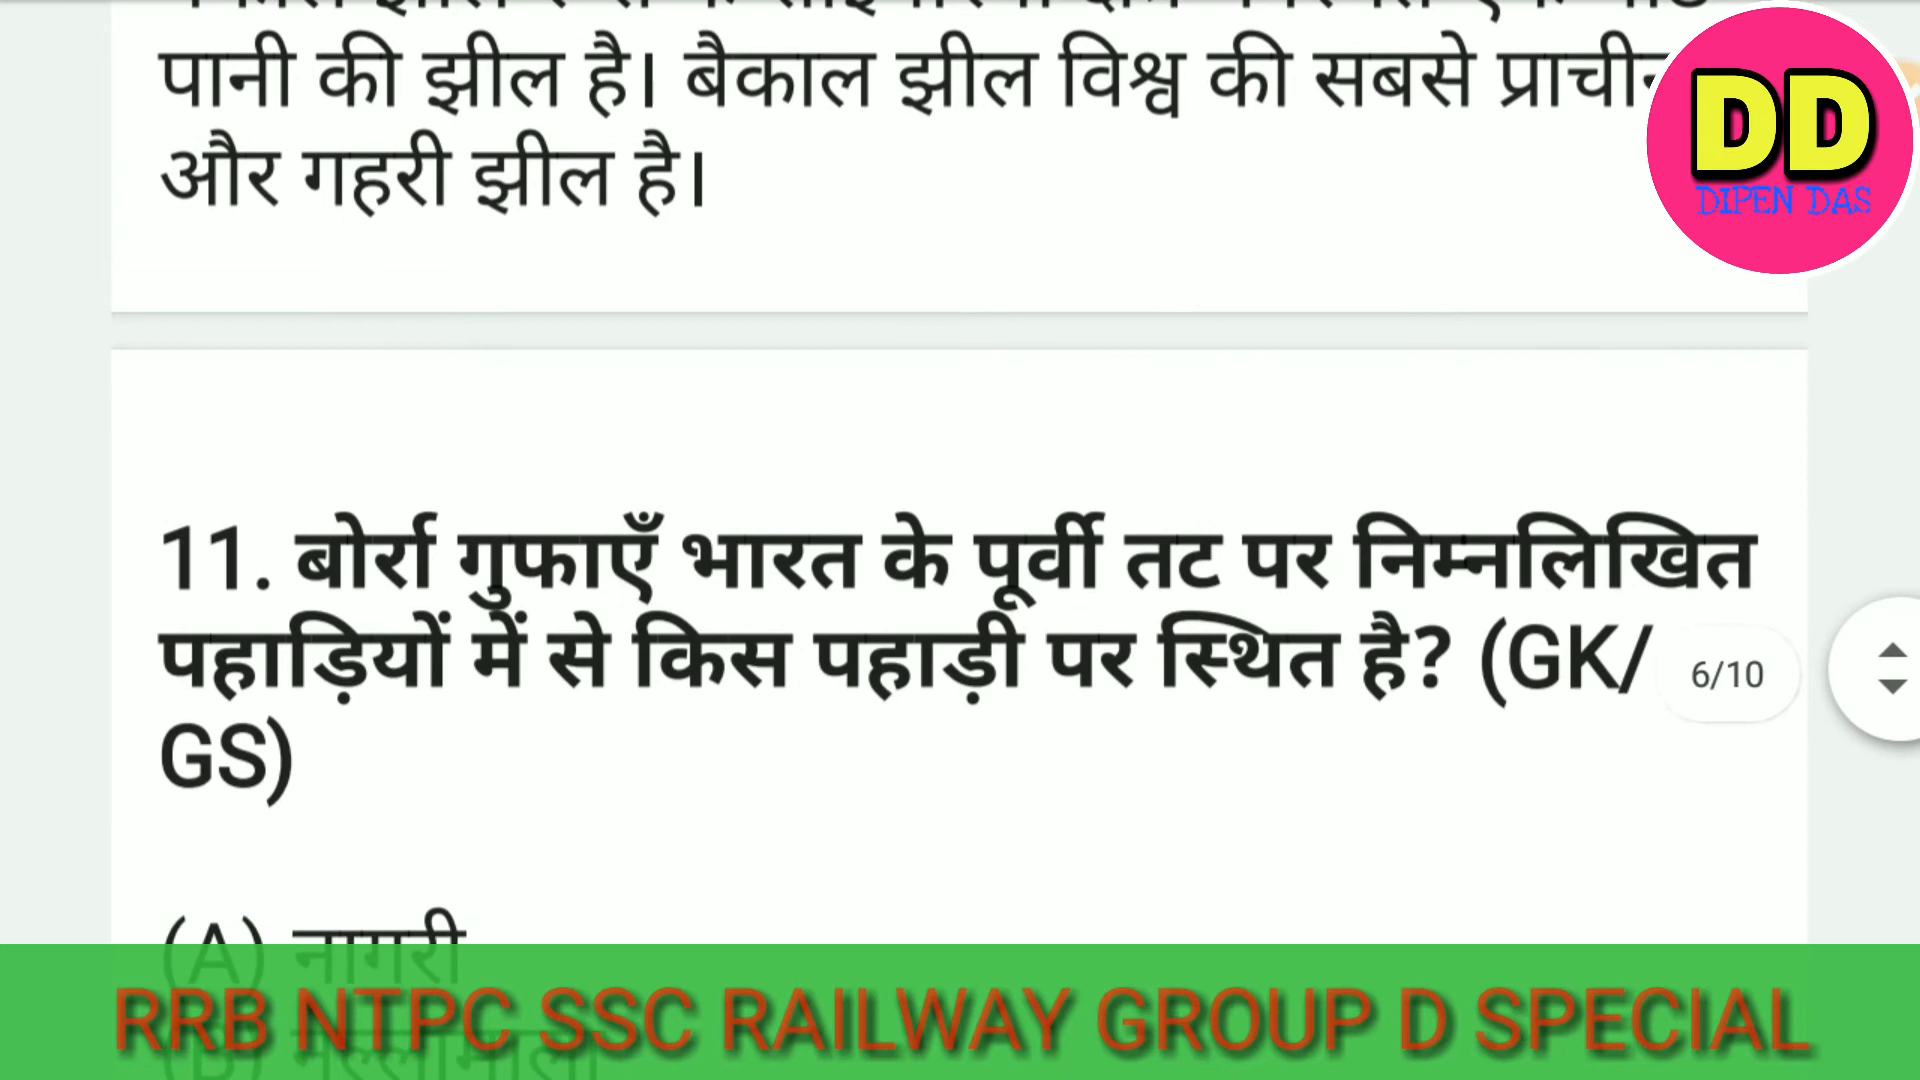 पानी की झील है। बैकाल झील विश्व की सबसे
और गहरी झील है।
DD
DIPEN DAS
11. बोर्रा गुफाएँ भारत के पूर्वी तट पर निम्नलिखित
पहाड़ियों में से किस पहाड़ी पर स्थित है? (GK/
GS)
6/10
(A) नागरी
RRB NTPC SSC RAILWAY GROUP D SPECIAL
(B) नल्लामाला